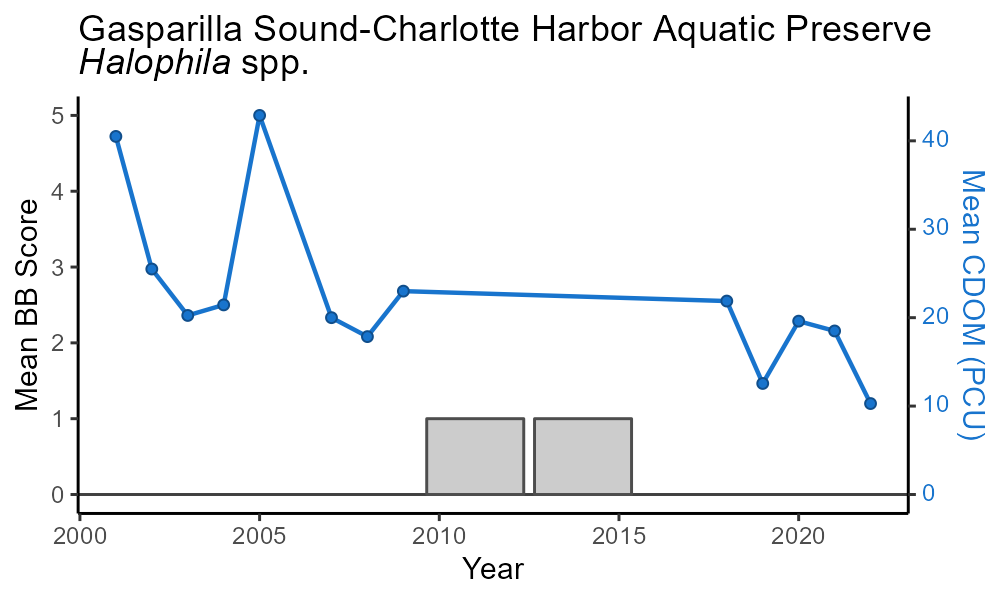 Gasparilla Sound-Charlotte Harbor Aquatic Preserve
Halophila spp.
Mean BB Score
5
4
3
2
1
0
40
30
20
10
0
Mean CDOM (PCU)
2000 2005 2010 2015 2020
Year